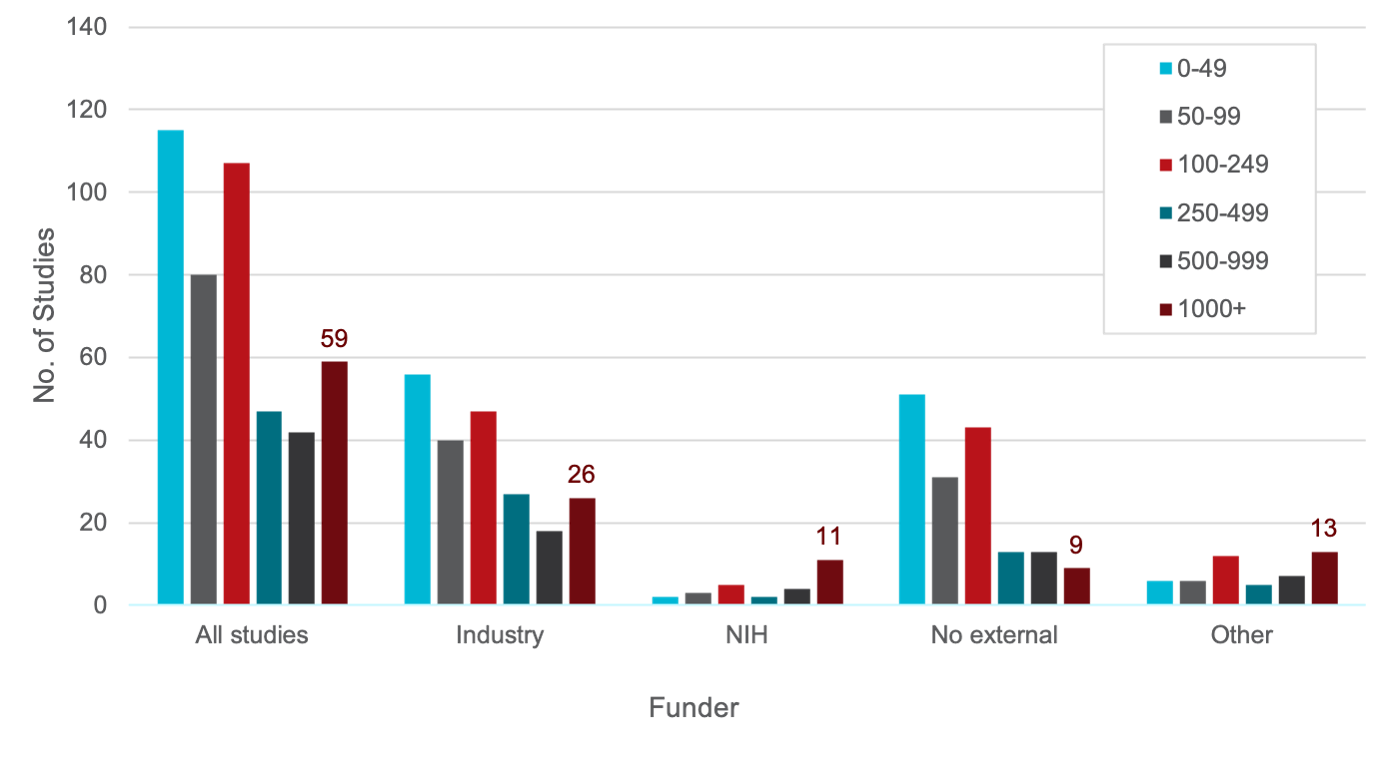 140
120
100
80
60
40
20
0
No. of Studies
0-49
50-99
100-249
250-499
500-999
1000+
59
26
11
9
13
All studies
Industry
NIH
No external
Other
Funder